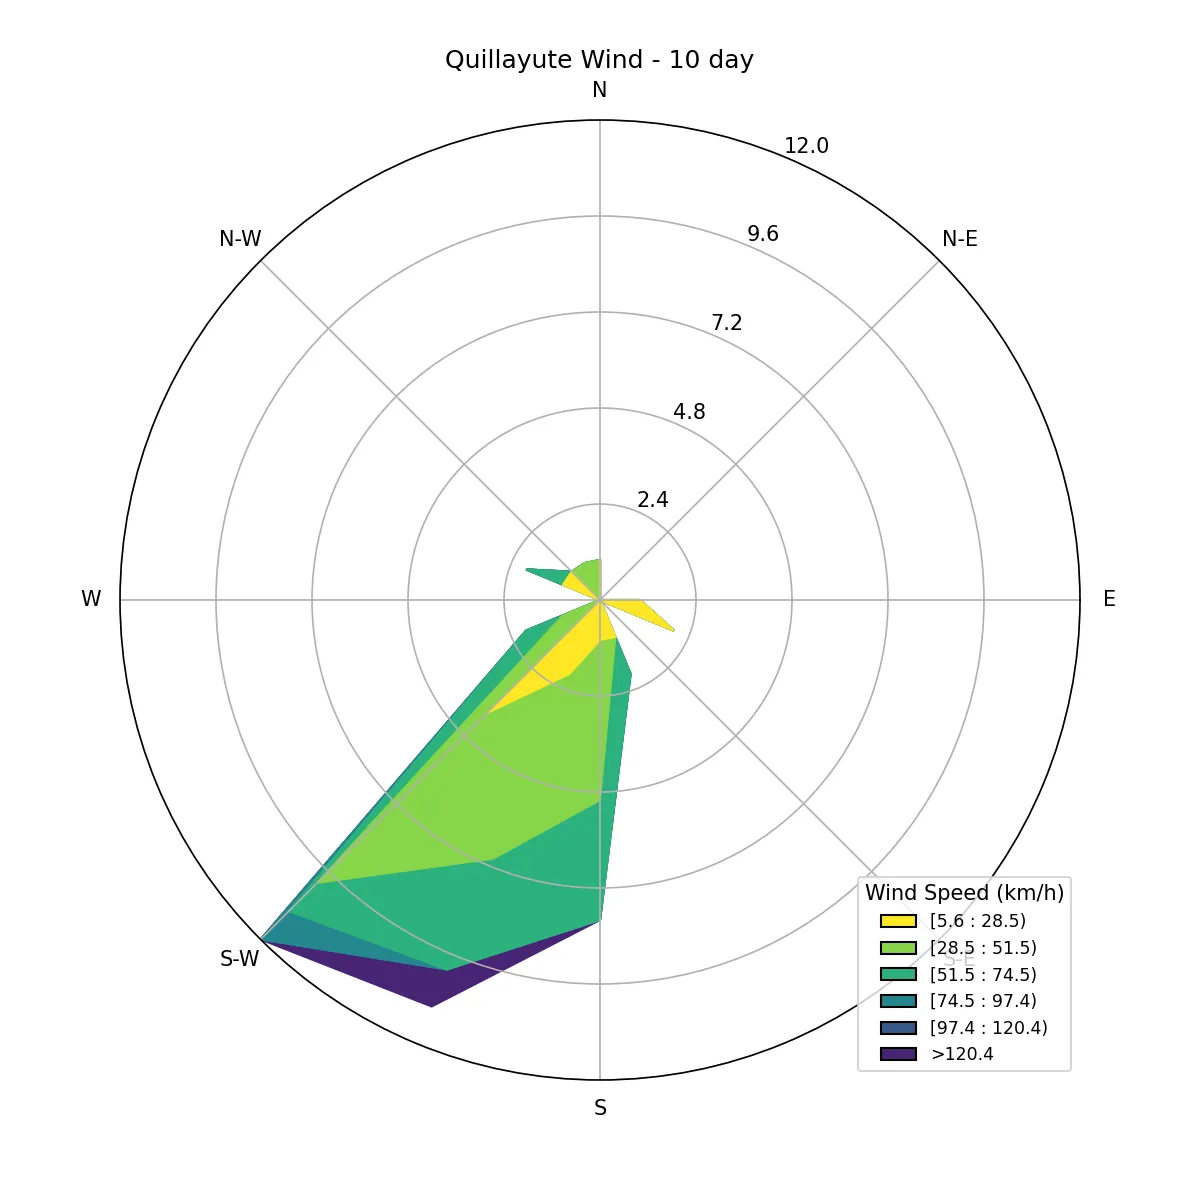 Quillayute Wind - 10 day
N
12.0
N-W
9.6
N-E
7.2
4.8
2.4
W
E
S-W
S-E
S
Wind Speed (km/h)
[5.6 : 28.5)
[28.5 : 51.5)
[51.5 : 74.5)
[74.5 : 97.4)
[97.4 : 120.4)
>120.4